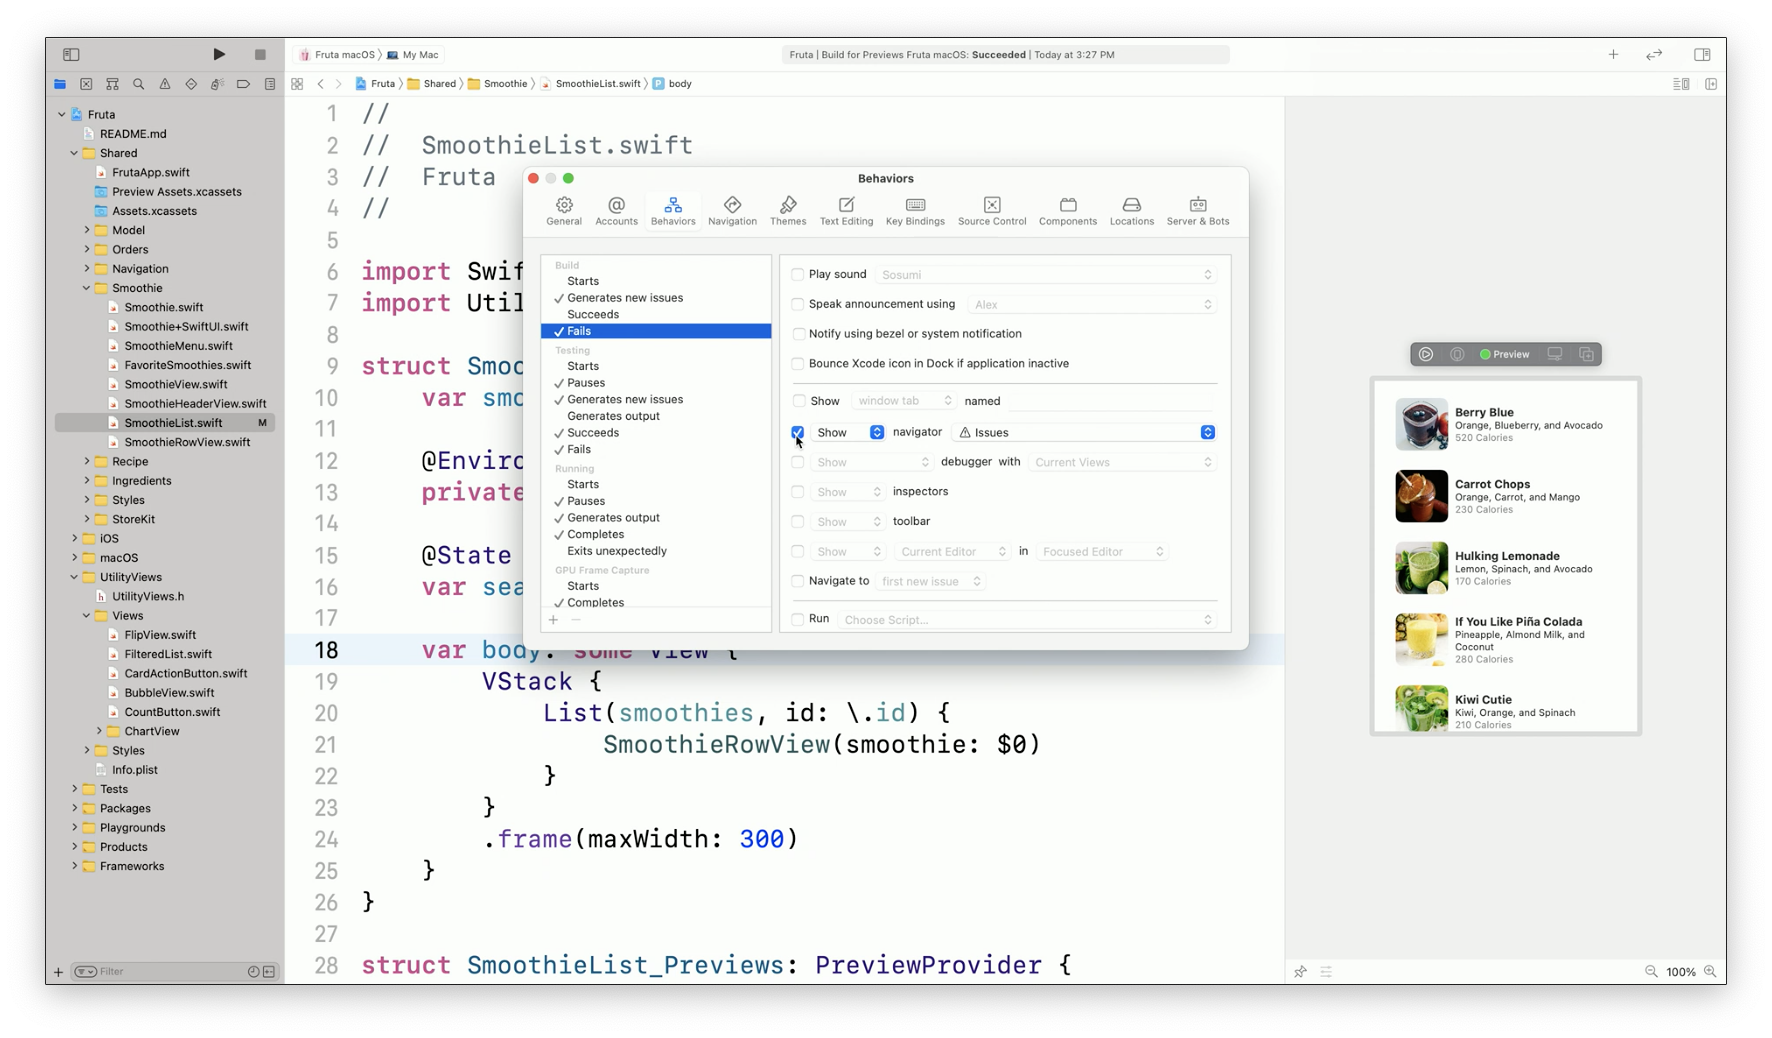 Fruta macOS 〉 My Mac
Fruta | Build for Previews Fruta macOS: Succeeded | Today at 3:27 PM
Fruta 〉 Shared 〉 Smoothie 〉 SmoothieList.swift 〉 P body
Fruta
README.md
Shared
FrutaApp.swift
Preview Assets.xcassets
Assets.xcassets
Model
Orders
Navigation
Smoothie
Smoothie.swift
Smoothie+SwiftUI.swift
SmoothieMenu.swift
FavoriteSmoothies.swift
SmoothieView.swift
SmoothieHeaderView.swift
SmoothieList.swift M
SmoothieRowView.swift
Recipe
Ingredients
Styles
StoreKit
iOS
macOS
UtilityViews
h UtilityViews.h
Views
FlipView.swift
FilteredList.swift
CardActionButton.swift
BubbleView.swift
CountButton.swift
ChartView
Styles
Info.plist
Tests
Packages
Playgrounds
Products
Frameworks
Filter
1 //
2 // SmoothieList.swift
3 // Fruta
4 //
5
6 import Swif
7 import Util
8
9 struct Smoo
10 var smo
11
12 @Enviro
13 private
14
15 @State
16 var sea
17
18 var body: some View {
19 VStack {
20 List(smoothies, id: \.id) {
21 SmoothieRowView(smoothie: $0)
22 }
23 }
24 .frame(maxWidth: 300)
25 }
26 }
27
28 struct SmoothieList_Previews: PreviewProvider {
Behaviors
General Accounts Behaviors Navigation Themes Text Editing Key Bindings Source Control Components Locations Server & Bots
Build
Starts
✓ Generates new issues
Succeeds
✓ Fails
Testing
Starts
✓ Pauses
✓ Generates new issues
Generates output
✓ Succeeds
✓ Fails
Running
Starts
✓ Pauses
✓ Generates output
✓ Completes
Exits unexpectedly
GPU Frame Capture
Starts
✓ Completes
Play sound Sosumi
Speak announcement using Alex
Notify using bezel or system notification
Bounce Xcode icon in Dock if application inactive
Show window tab named
Show navigator Issues
Show debugger with Current Views
Show inspectors
Show toolbar
Show Current Editor in Focused Editor
Navigate to first new issue
Run Choose Script...
Preview
Berry Blue
Orange, Blueberry, and Avocado
520 Calories
Carrot Chops
Orange, Carrot, and Mango
230 Calories
Hulking Lemonade
Lemon, Spinach, and Avocado
170 Calories
If You Like Piña Colada
Pineapple, Almond Milk, and
Coconut
280 Calories
Kiwi Cutie
Kiwi, Orange, and Spinach
210 Calories
100%